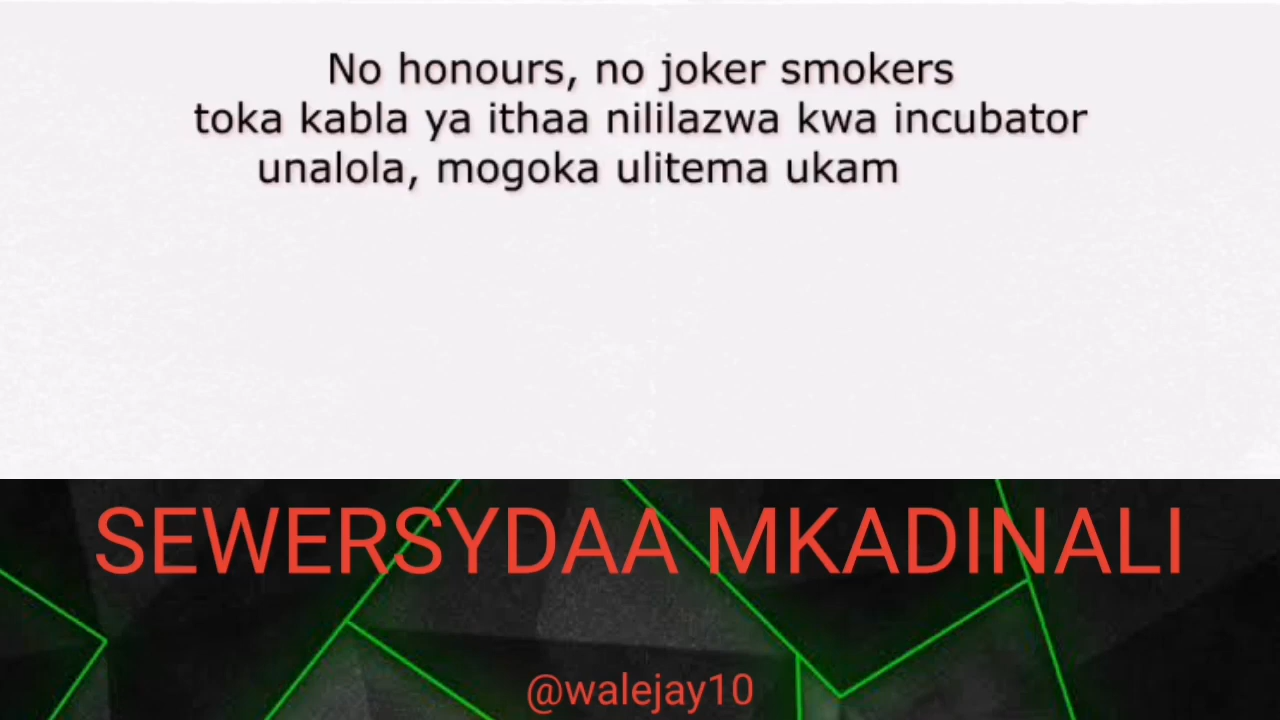 No honours, no joker smokers
toka kabla ya ithaa nililazwa kwa incubator
unalola, mogoka ulitema ukam
SEWERSYDAA MKADINALI
@walejay10